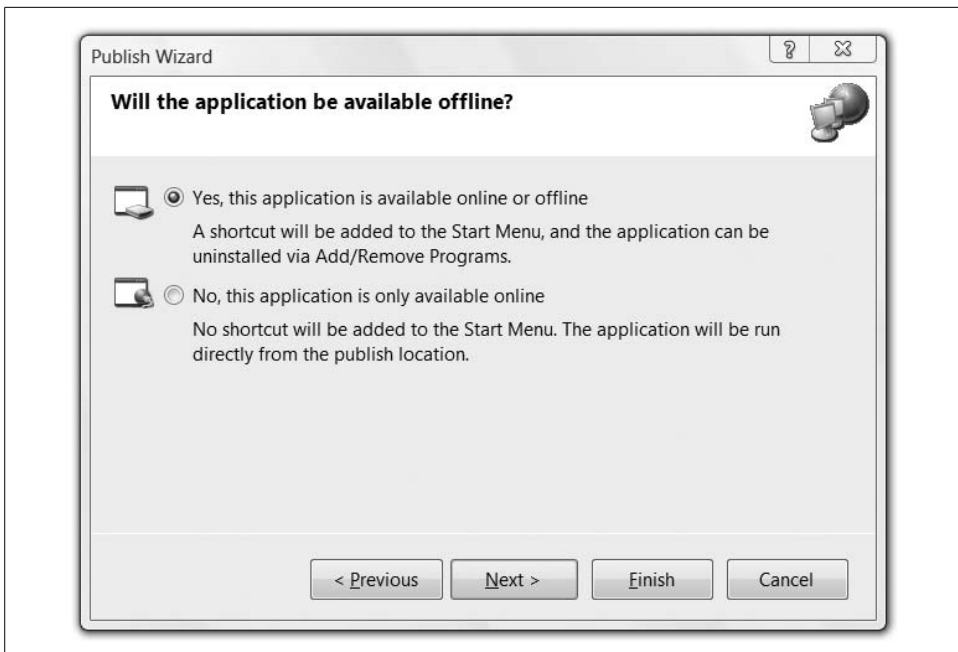 Publish Wizard
Will the application be available offline?
Yes, this application is available online or offline
A shortcut will be added to the Start Menu, and the application can be
uninstalled via Add/Remove Programs.
No, this application is only available online
No shortcut will be added to the Start Menu. The application will be run
directly from the publish location.
< Previous
Next >
Finish
Cancel